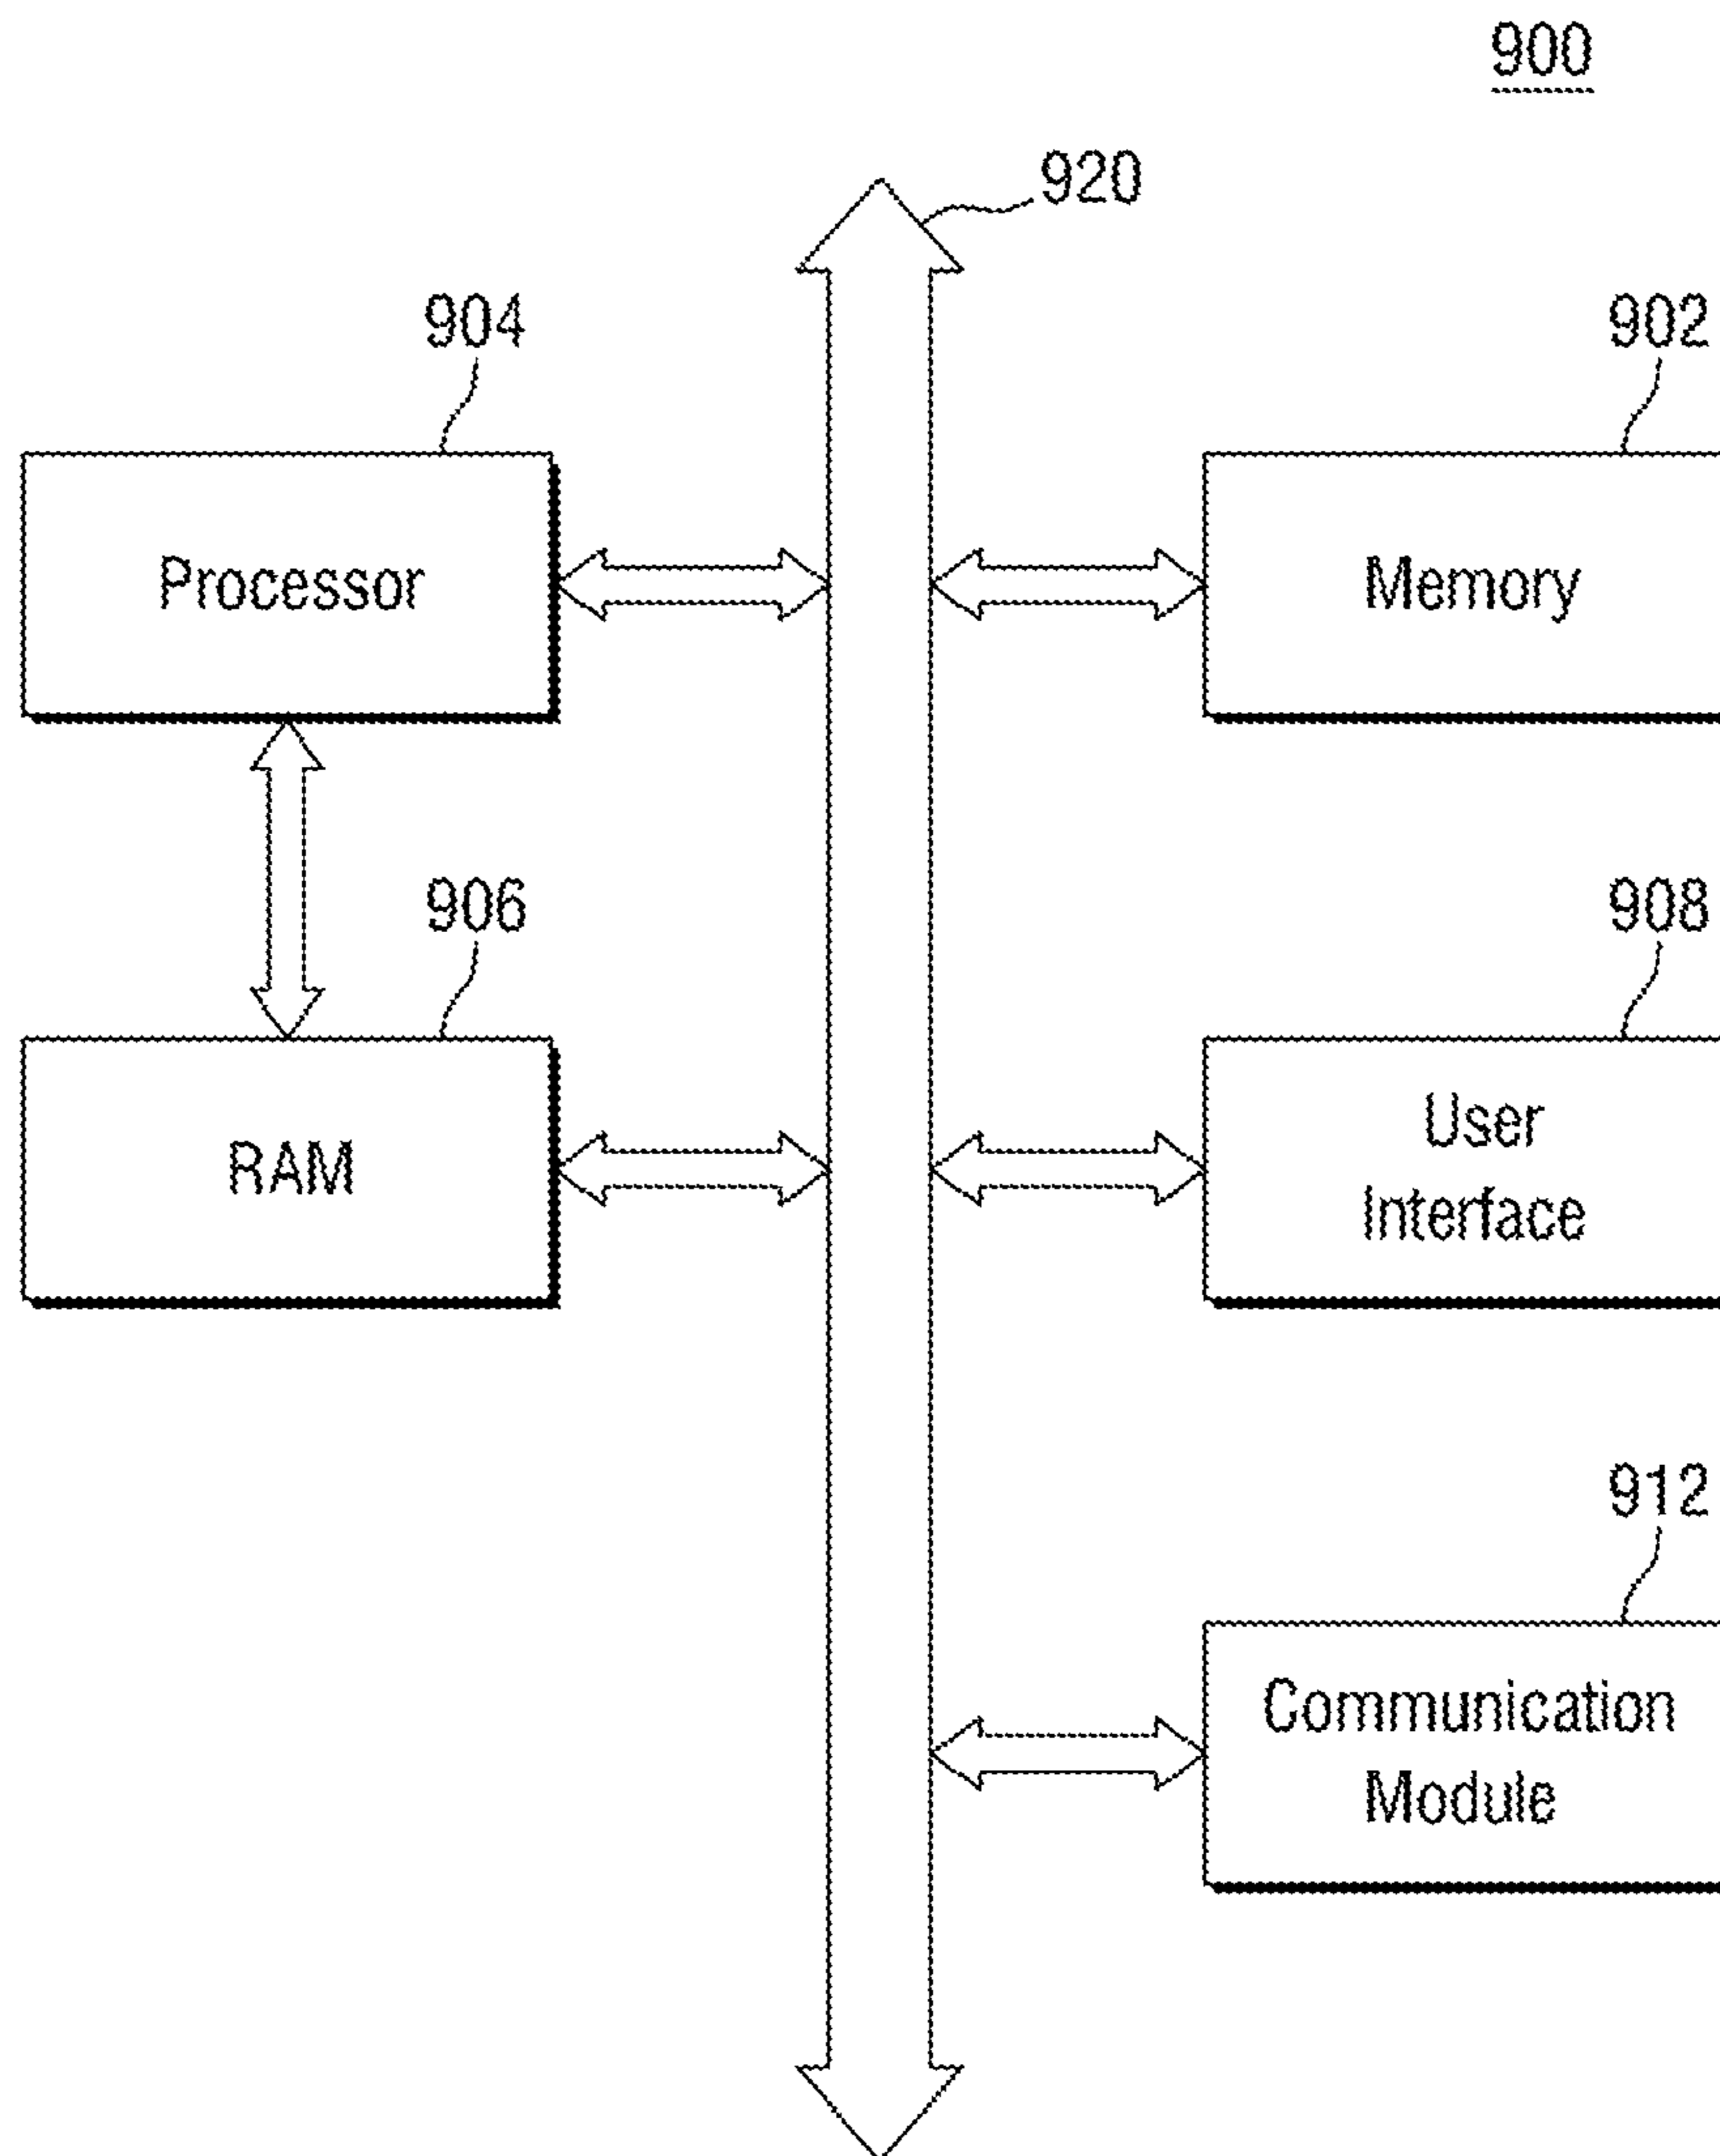 900
920
904
902
Processor
Memory
906
908
RAM
User
Interface
912
Communication
Module